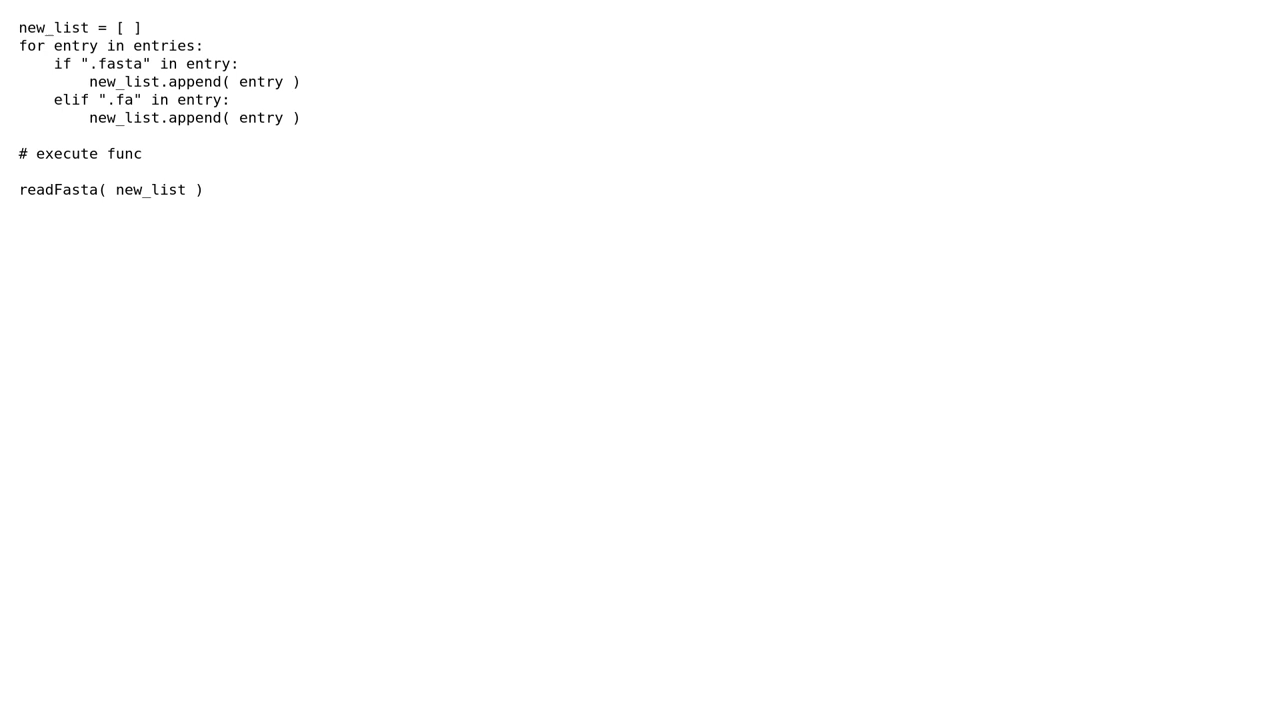 new_list = [ ]
for entry in entries:
    if ".fasta" in entry:
        new_list.append( entry )
    elif ".fa" in entry:
        new_list.append( entry )

# execute func

readFasta( new_list )